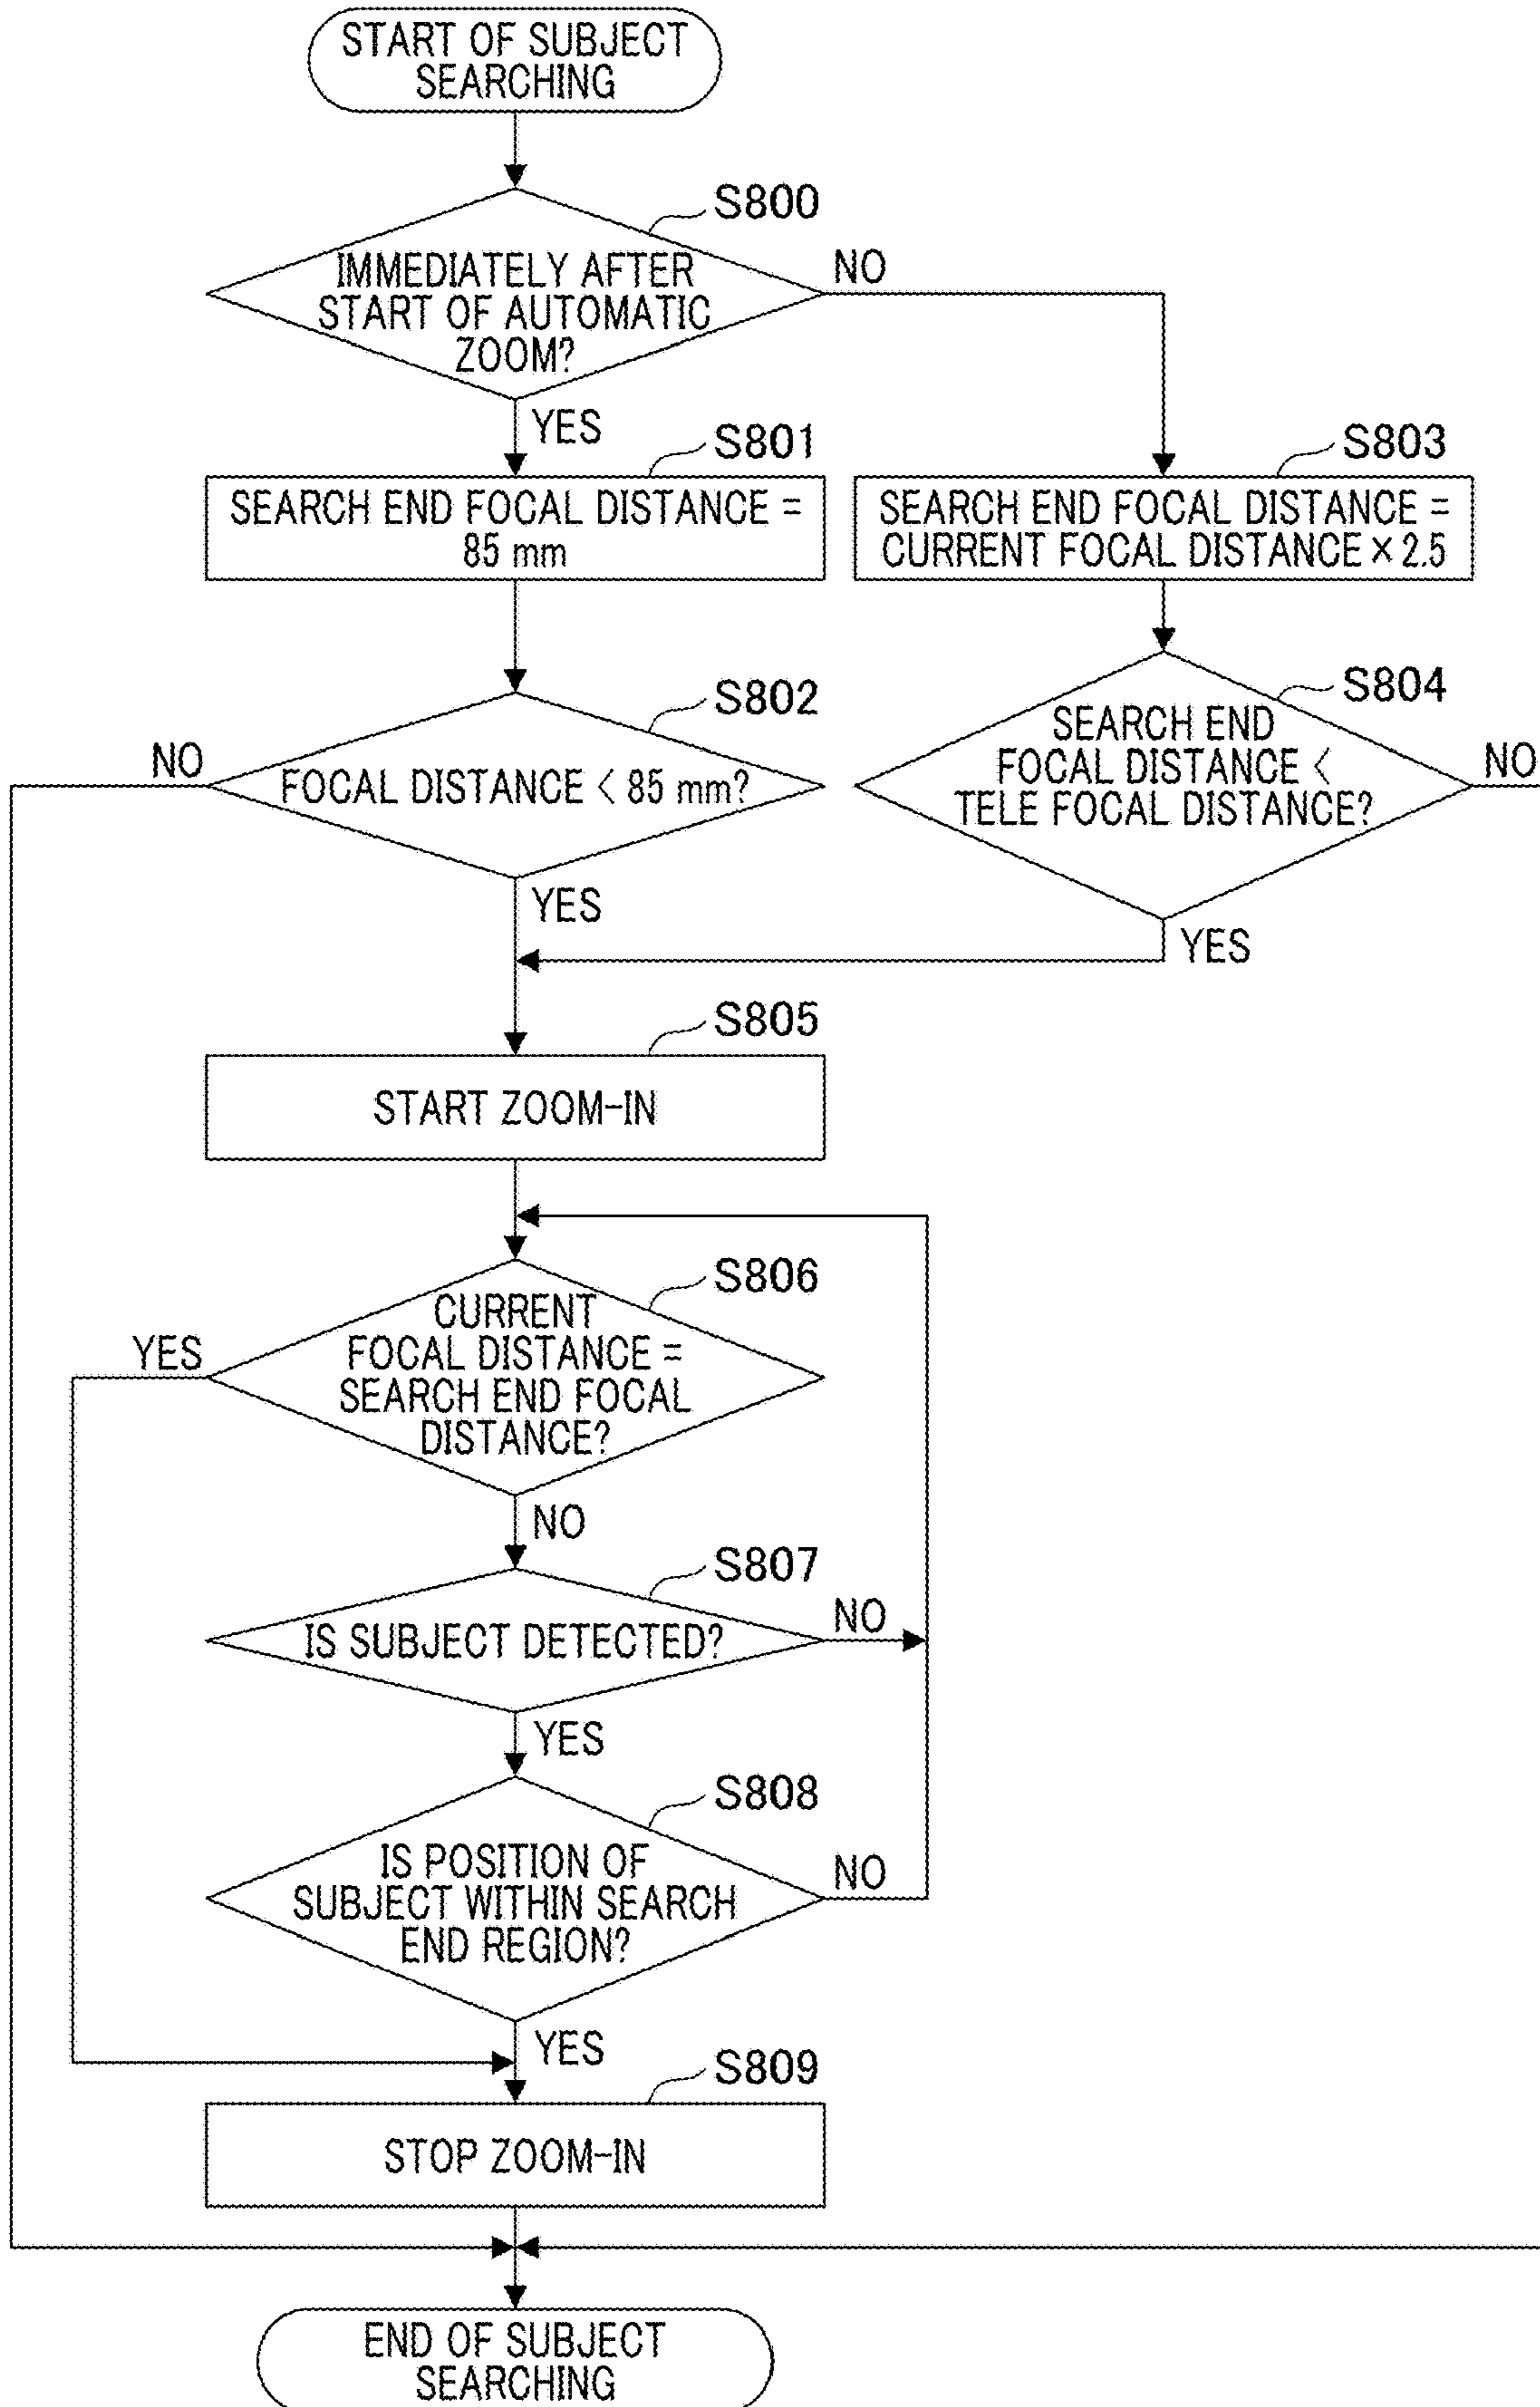 START OF SUBJECT
SEARCHING
S800
IMMEDIATELY AFTER
START OF AUTOMATIC
ZOOM?
NO
YES
S801
SEARCH END FOCAL DISTANCE =
85 mm
S803
SEARCH END FOCAL DISTANCE =
CURRENT FOCAL DISTANCE × 2.5
S802
NO
FOCAL DISTANCE < 85 mm?
YES
S804
SEARCH END
FOCAL DISTANCE <
TELE FOCAL DISTANCE?
NO
YES
S805
START ZOOM-IN
S806
CURRENT
FOCAL DISTANCE =
SEARCH END FOCAL
DISTANCE?
YES
NO
S807
IS SUBJECT DETECTED?
NO
YES
S808
IS POSITION OF
SUBJECT WITHIN SEARCH
END REGION?
NO
YES
S809
STOP ZOOM-IN
END OF SUBJECT
SEARCHING